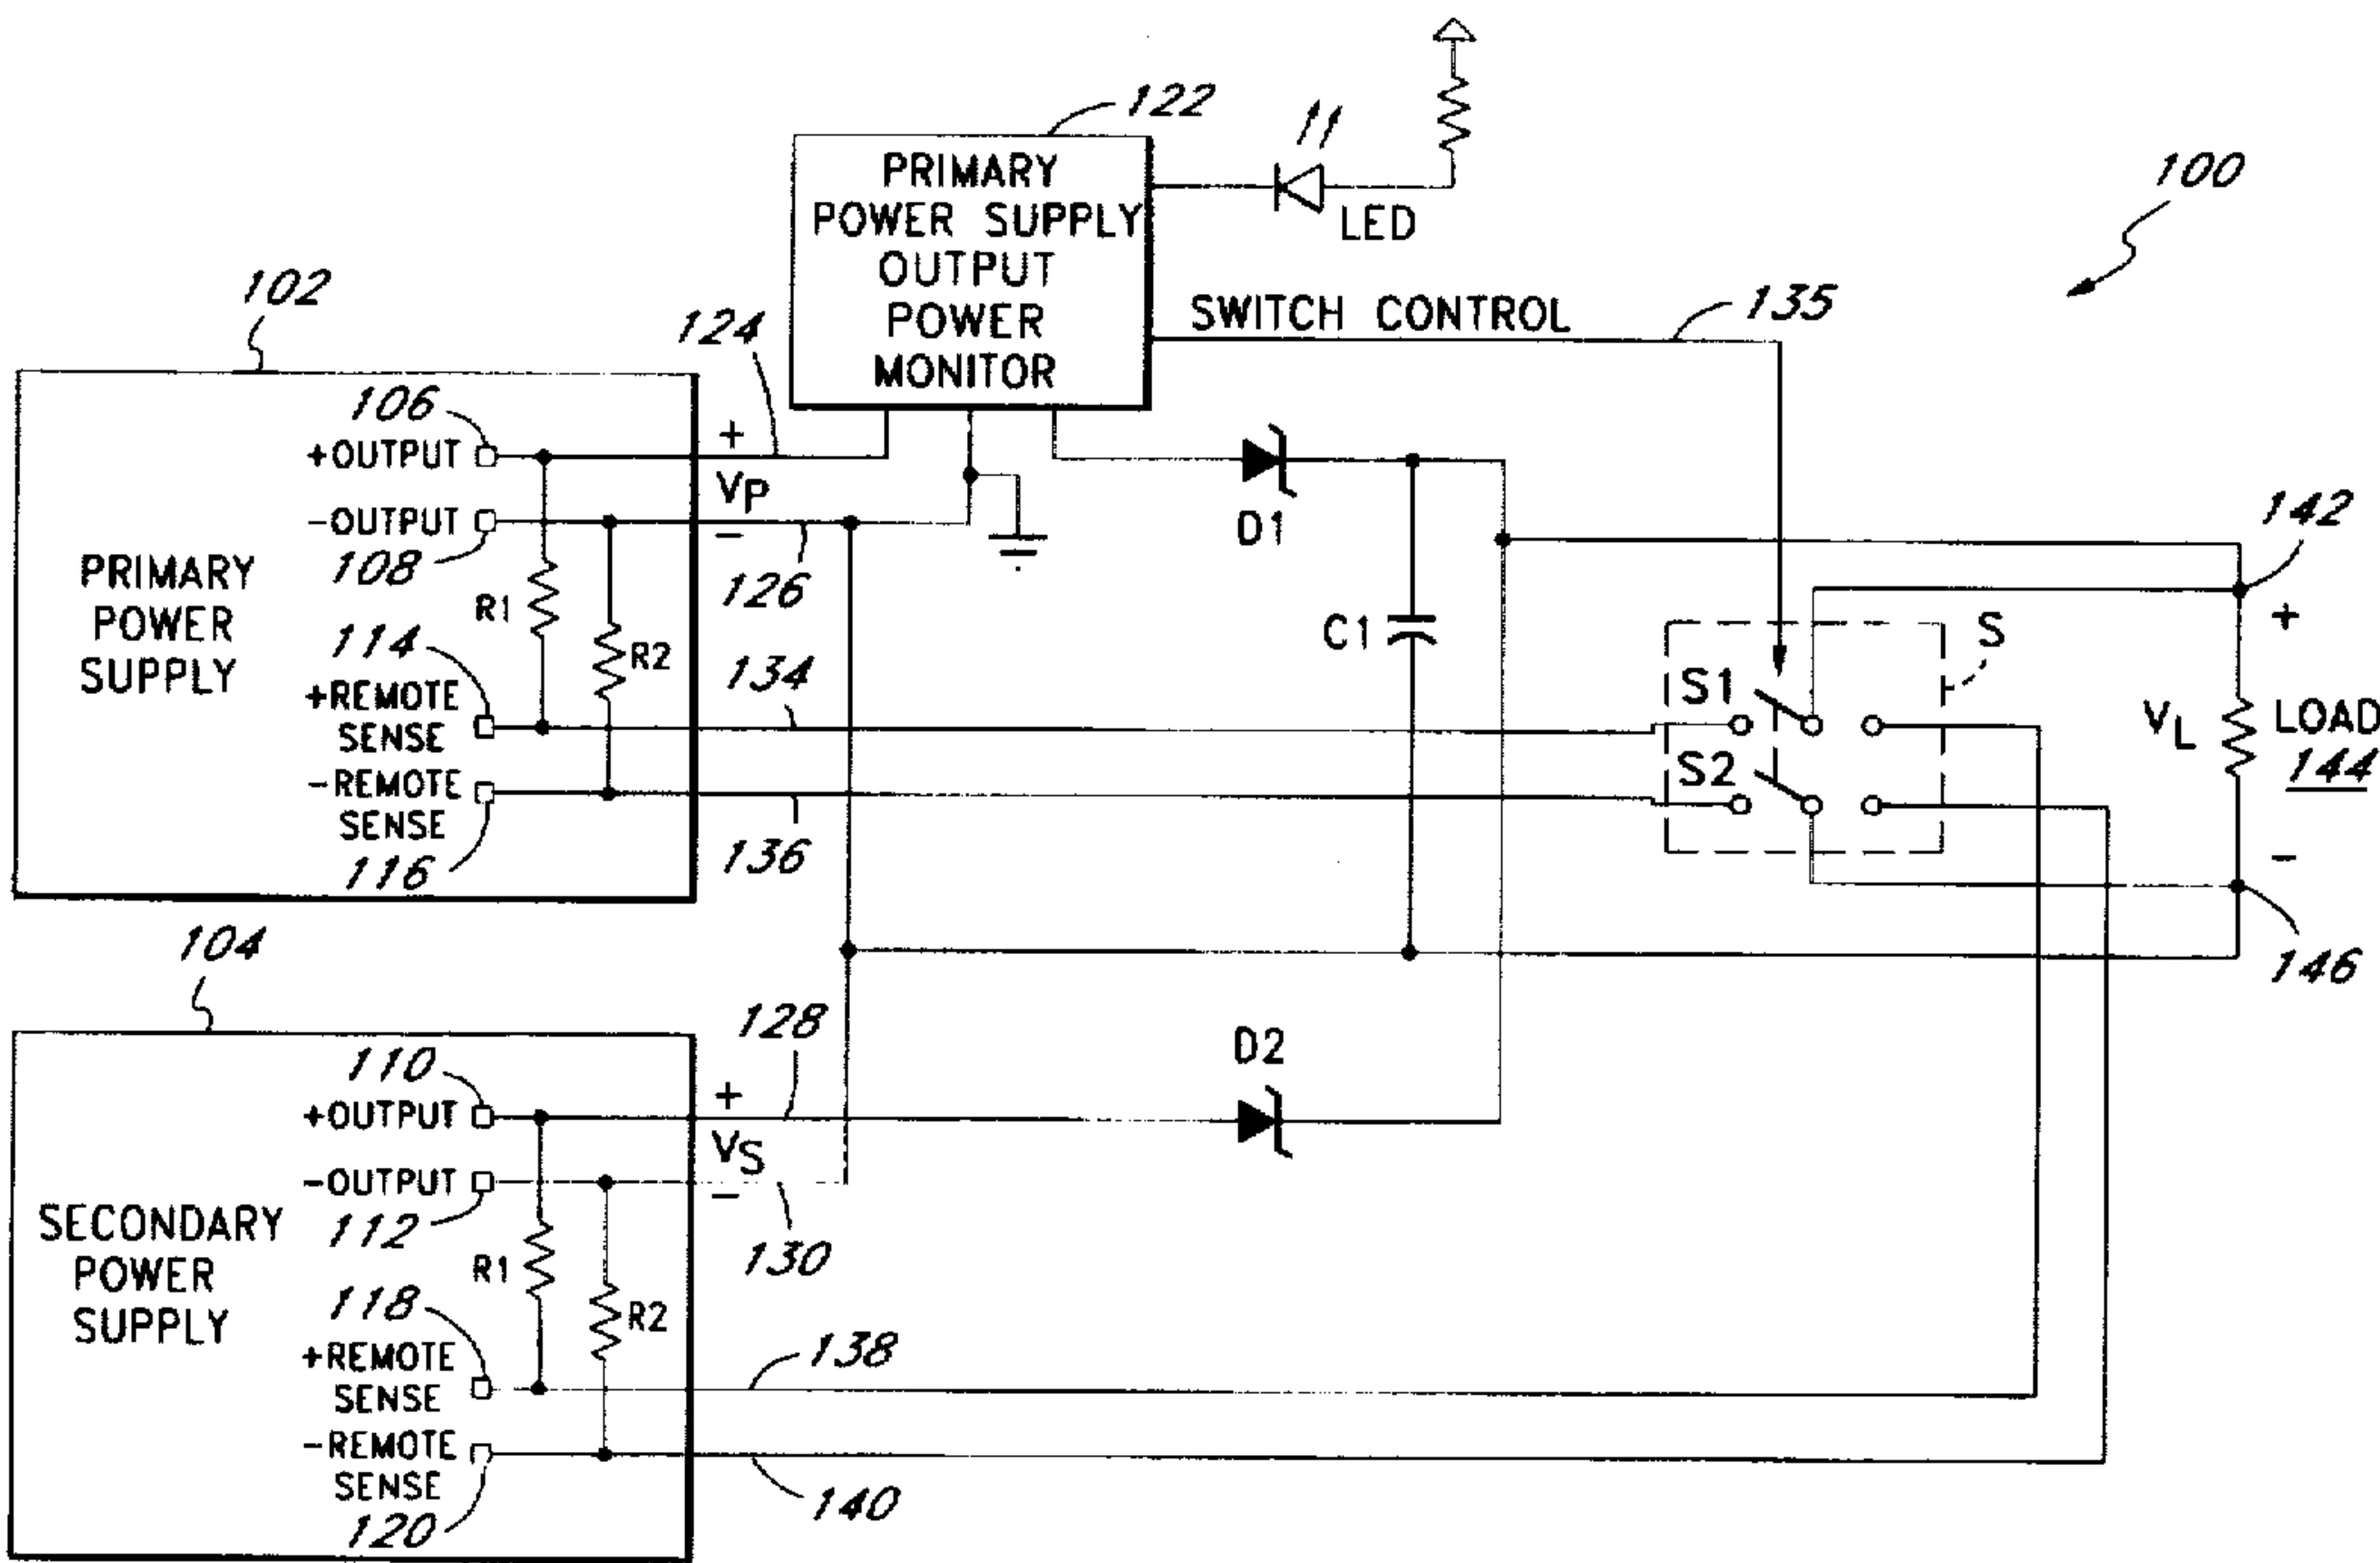 122
PRIMARY
POWER SUPPLY
OUTPUT
POWER
MONITOR
LED
100
SWITCH CONTROL
135
102
124
106
+OUTPUT
+
VP
-
-OUTPUT
108
126
PRIMARY
POWER
SUPPLY
R1
R2
114
+REMOTE
SENSE
134
-REMOTE
SENSE
116
136
D1
C1
142
S
S1
S2
+
VL
LOAD
144
-
146
104
128
110
+OUTPUT
+
VS
-
-OUTPUT
112
130
D2
SECONDARY
POWER
SUPPLY
R1
R2
118
+REMOTE
SENSE
138
-REMOTE
SENSE
120
140